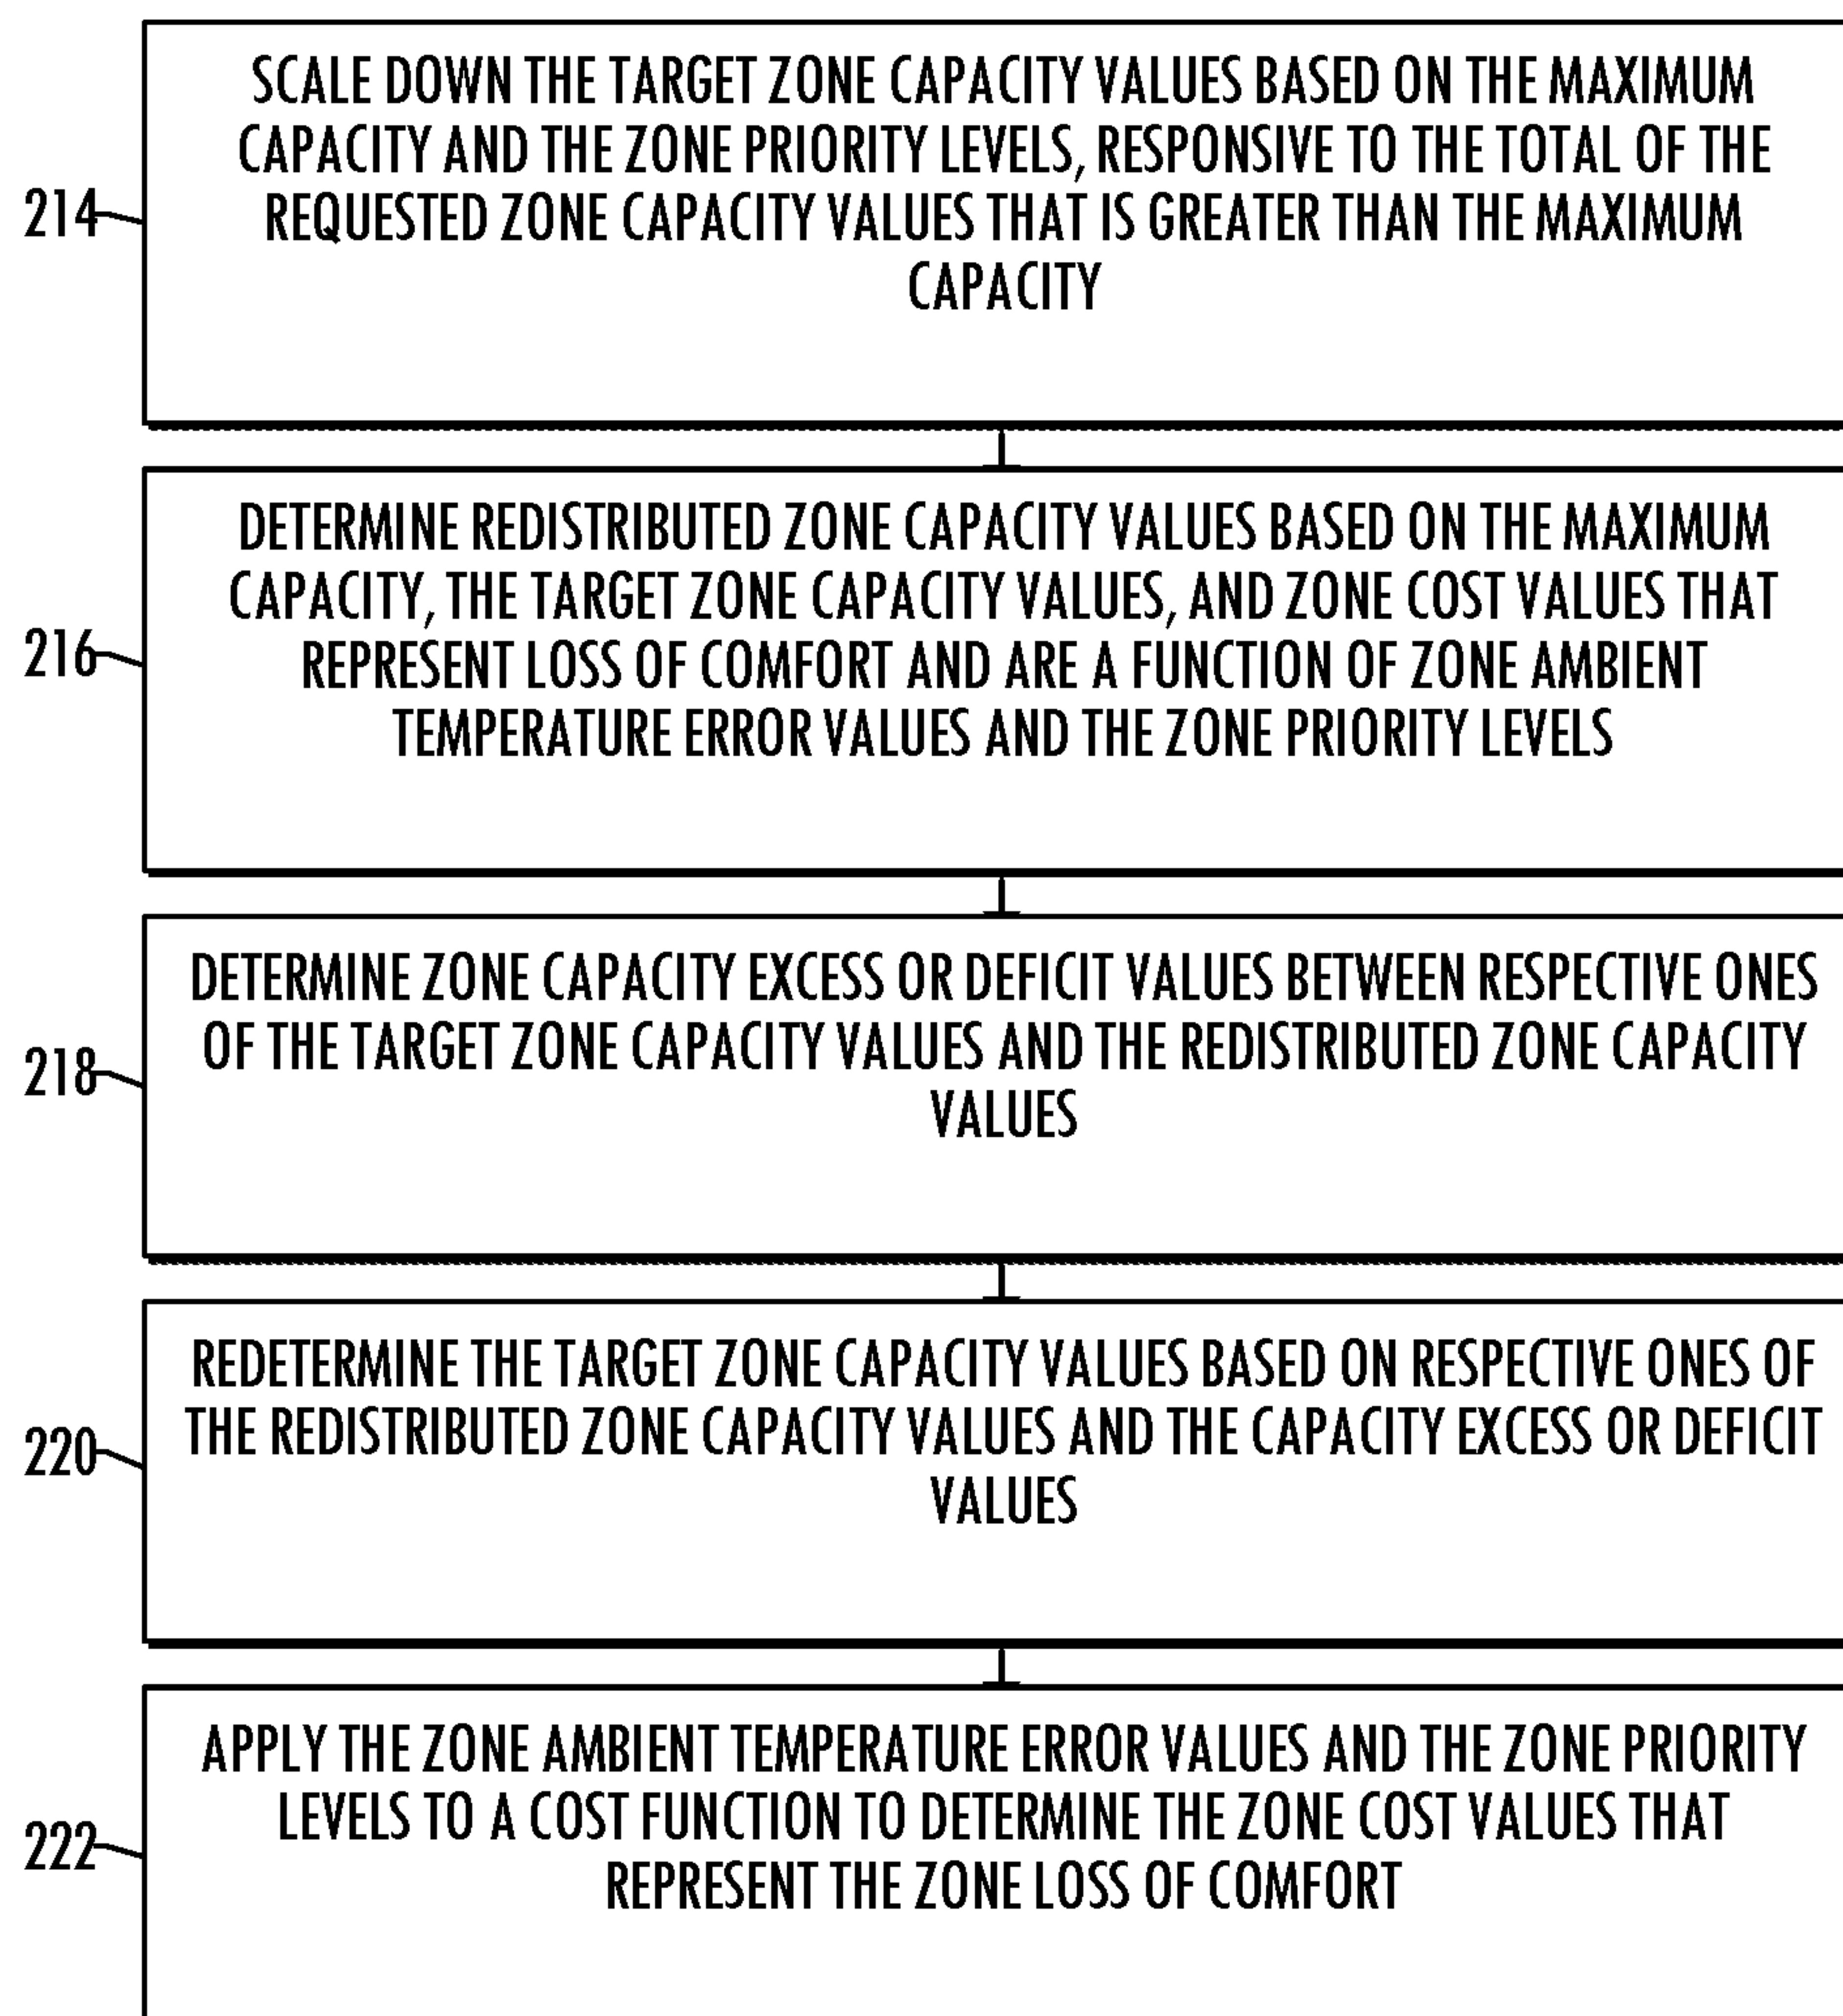 SCALE DOWN THE TARGET ZONE CAPACITY VALUES BASED ON THE MAXIMUM
CAPACITY AND THE ZONE PRIORITY LEVELS, RESPONSIVE TO THE TOTAL OF THE
214
REQUESTED ZONE CAPACITY VALUES THAT IS GREATER THAN THE MAXIMUM
CAPACITY
DETERMINE REDISTRIBUTED ZONE CAPACITY VALUES BASED ON THE MAXIMUM
CAPACITY, THE TARGET ZONE CAPACITY VALUES, AND ZONE COST VALUES THAT
216
REPRESENT LOSS OF COMFORT AND ARE A FUNCTION OF ZONE AMBIENT
TEMPERATURE ERROR VALUES AND THE ZONE PRIORITY LEVELS
DETERMINE ZONE CAPACITY EXCESS OR DEFICIT VALUES BETWEEN RESPECTIVE ONES
OF THE TARGET ZONE CAPACITY VALUES AND THE REDISTRIBUTED ZONE CAPACITY
218
VALUES
REDETERMINE THE TARGET ZONE CAPACITY VALUES BASED ON RESPECTIVE ONES OF
THE REDISTRIBUTED ZONE CAPACITY VALUES AND THE CAPACITY EXCESS OR DEFICIT
220
VALUES
APPLY THE ZONE AMBIENT TEMPERATURE ERROR VALUES AND THE ZONE PRIORITY
LEVELS TO A COST FUNCTION TO DETERMINE THE ZONE COST VALUES THAT
222
REPRESENT THE ZONE LOSS OF COMFORT